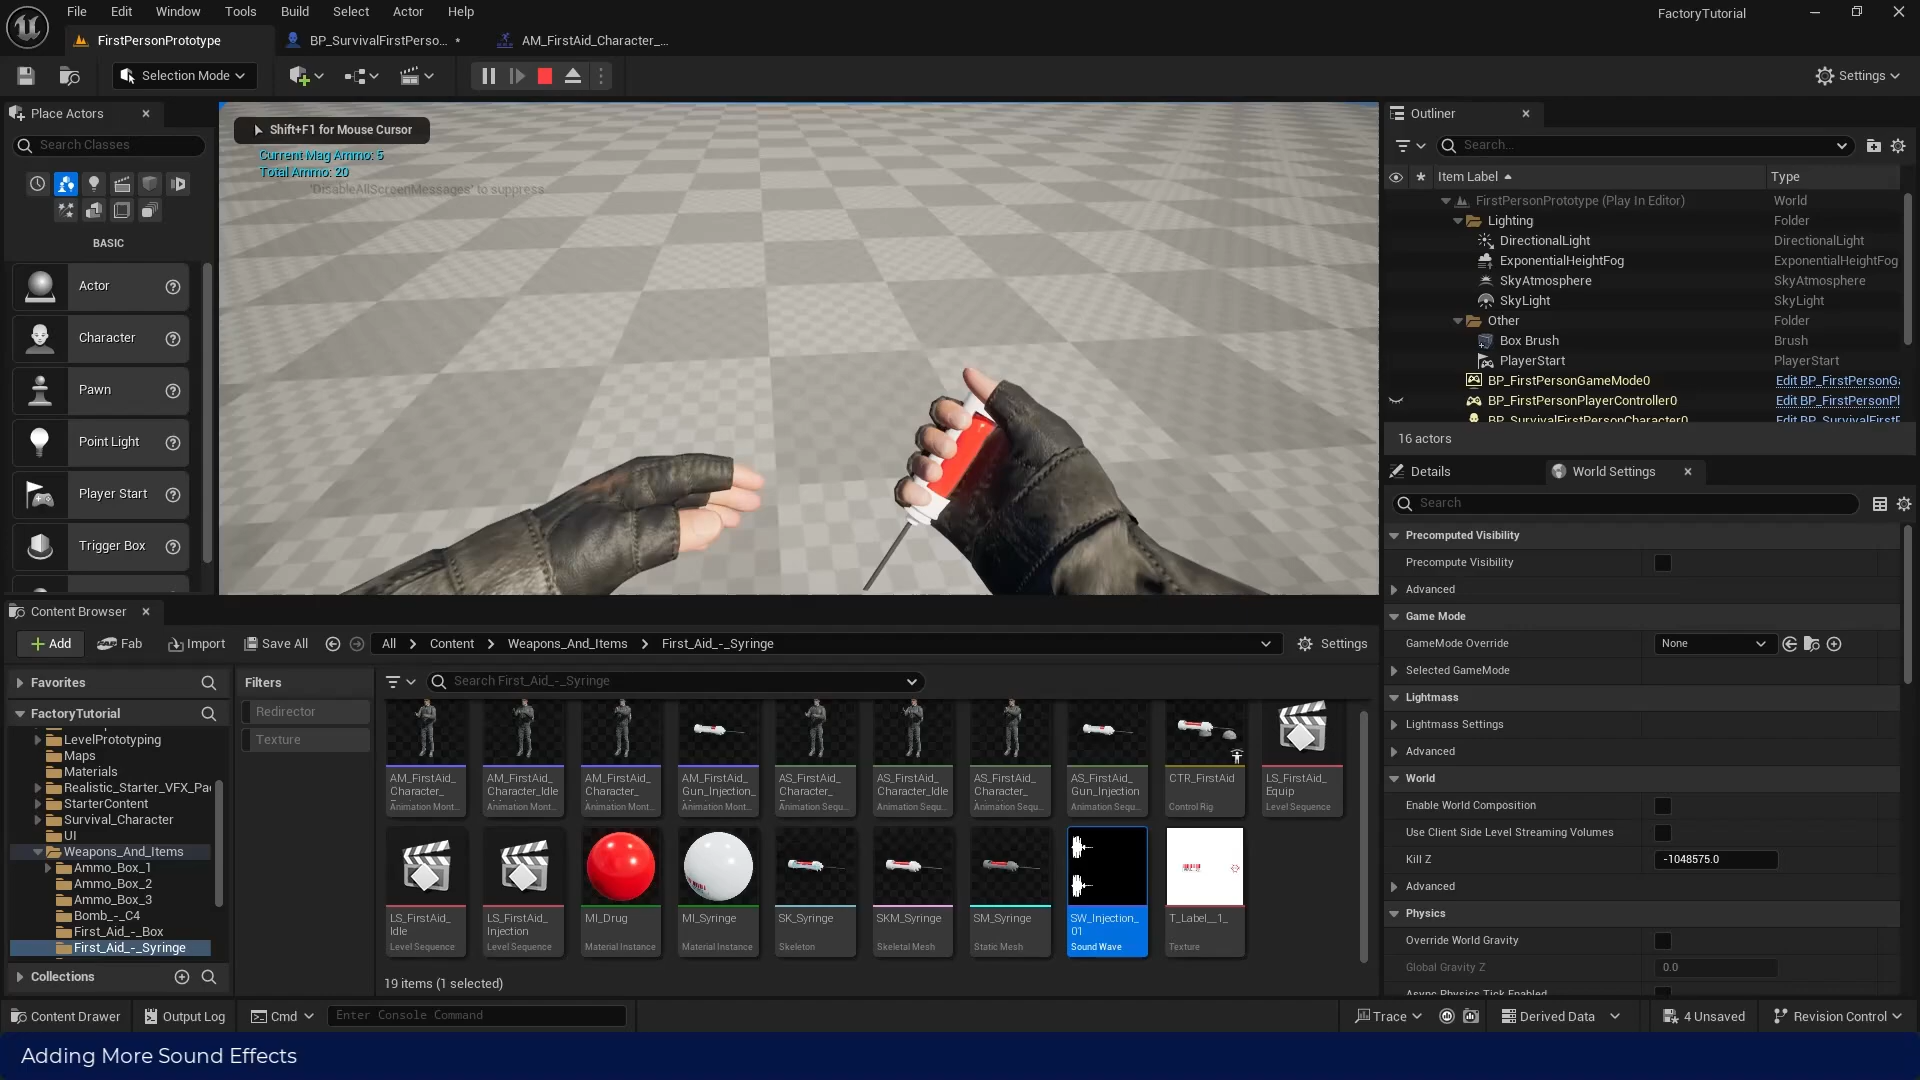 File Edit Window Tools Build Select Actor Help
FactoryTutorial
FirstPersonPrototype
BP_SurvivalFirstPerso... •
AM_FirstAid_Character_...
Selection Mode
Settings
Place Actors
Search Classes
BASIC
Actor
Character
Pawn
Point Light
Player Start
Trigger Box
Shift+F1 for Mouse Cursor
Current Mag Ammo: 5
Total Ammo: 20
'DisableAllScreenMessages' to suppress
Outliner
Search...
Item Label Type
FirstPersonPrototype (Play In Editor) World
Lighting Folder
DirectionalLight DirectionalLight
ExponentialHeightFog ExponentialHeightFog
SkyAtmosphere SkyAtmosphere
SkyLight SkyLight
Other Folder
Box Brush Brush
PlayerStart PlayerStart
BP_FirstPersonGameMode0 Edit BP_FirstPersonGa
BP_FirstPersonPlayerController0 Edit BP_FirstPersonPl
BP_SurvivalFirstPersonCharacter0 Edit BP_SurvivalFirstF
16 actors
Details
World Settings
Search
Precomputed Visibility
Precompute Visibility
Advanced
Game Mode
GameMode Override None
Selected GameMode
Lightmass
Lightmass Settings
Advanced
World
Enable World Composition
Use Client Side Level Streaming Volumes
Kill Z -1048575.0
Advanced
Physics
Override World Gravity
Global Gravity Z 0.0
Async Physics Tick Enabled
Content Browser
Add Fab Import Save All All Content Weapons_And_Items First_Aid_-_Syringe Settings
Favorites
FactoryTutorial
LevelPrototyping
Maps
Materials
Realistic_Starter_VFX_Pac
StarterContent
Survival_Character
UI
Weapons_And_Items
Ammo_Box_1
Ammo_Box_2
Ammo_Box_3
Bomb_-_C4
First_Aid_-_Box
First_Aid_-_Syringe
Collections
Filters
Redirector
Texture
Search First_Aid_-_Syringe
AM_FirstAid_
Character_
Animation Mont...
AM_FirstAid_
Character_Idle
Animation Mont...
AM_FirstAid_
Character_
Animation Mont...
AM_FirstAid_
Gun_Injection_
Animation Mont...
AS_FirstAid_
Character_
Animation Sequ...
AS_FirstAid_
Character_Idle
Animation Sequ...
AS_FirstAid_
Character_
Animation Sequ...
AS_FirstAid_
Gun_Injection
Animation Sequ...
CTR_FirstAid
Control Rig
LS_FirstAid_
Equip
Level Sequence
LS_FirstAid_
Idle
Level Sequence
LS_FirstAid_
Injection
Level Sequence
MI_Drug
Material Instance
MI_Syringe
Material Instance
SK_Syringe
Skeleton
SKM_Syringe
Skeletal Mesh
SM_Syringe
Static Mesh
SW_Injection_
01
Sound Wave
T_Label__1_
Texture
19 items (1 selected)
Content Drawer Output Log Cmd Enter Console Command Trace Derived Data 4 Unsaved Revision Control
Adding More Sound Effects